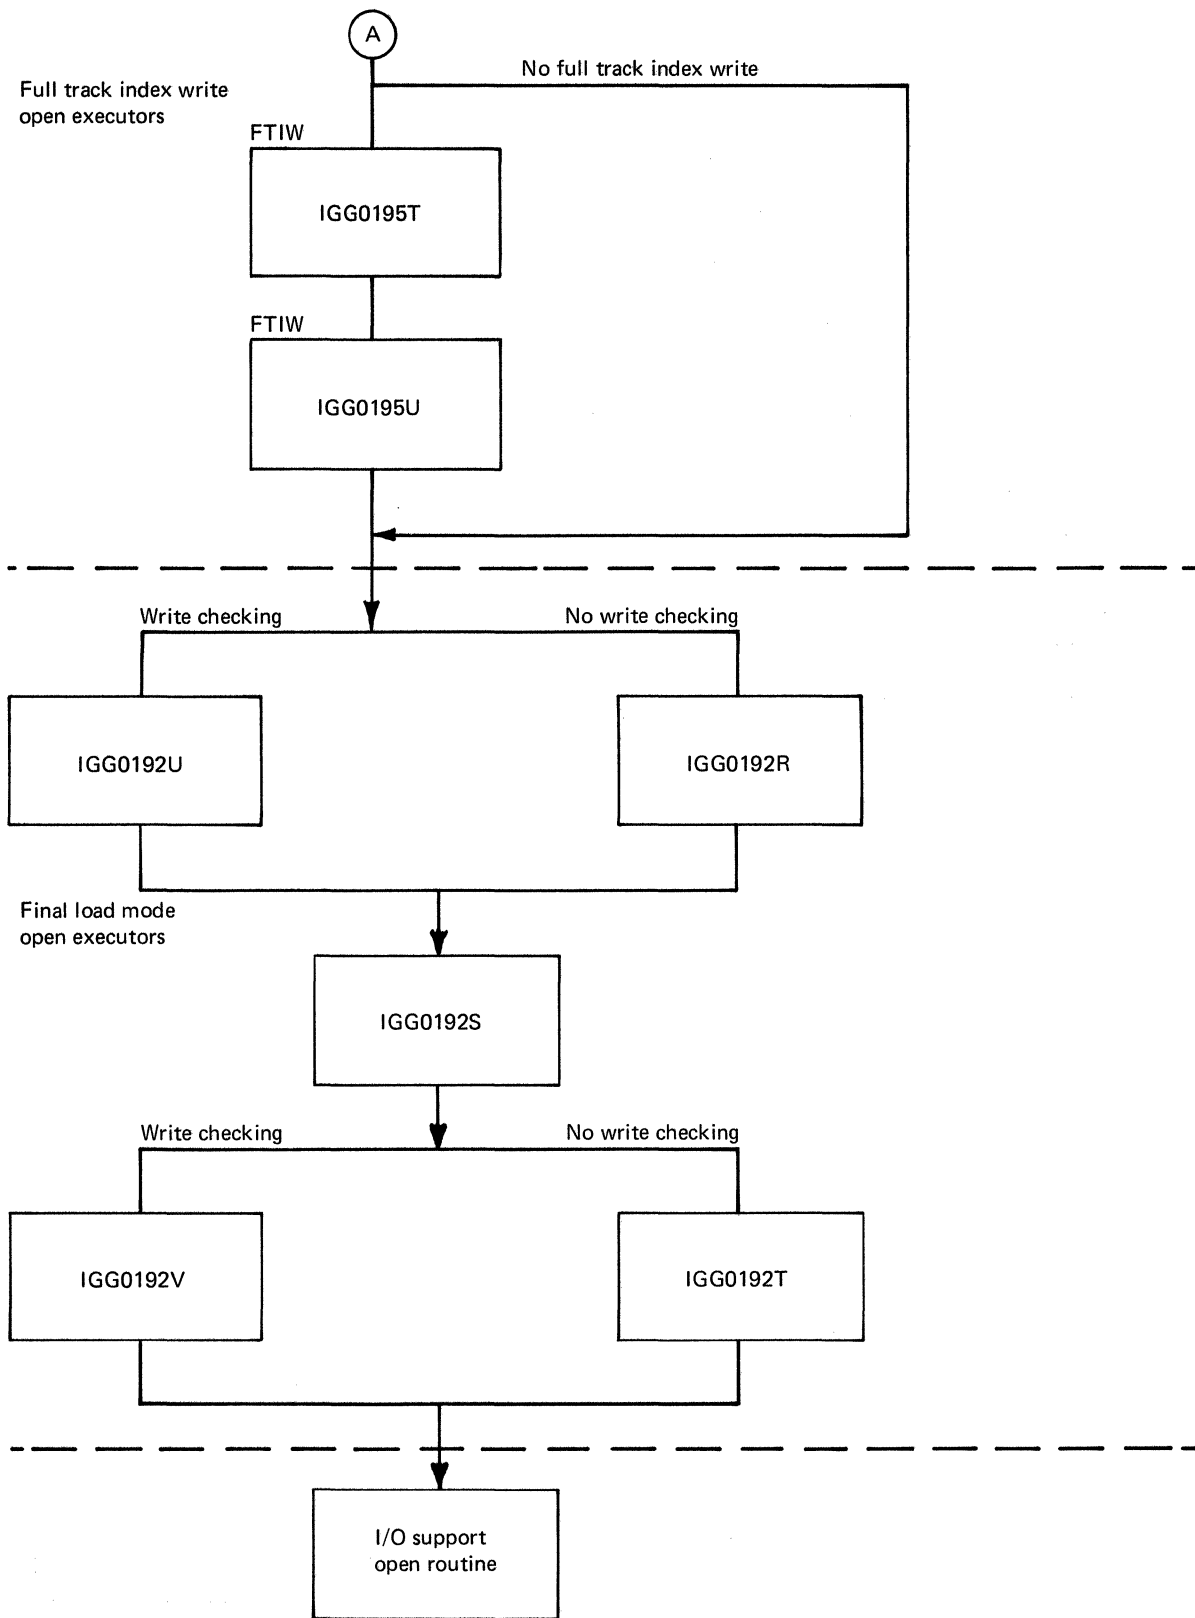 A
No full track index write
Full track index write
open executors
FTIW
IGG0195T
FTIW
IGG0195U
Write checking
No write checking
IGG0192U
IGG0192R
Final load mode
open executors
IGG0192S
Write checking
No write checking
IGG0192V
IGG0192T
I/O support
open routine